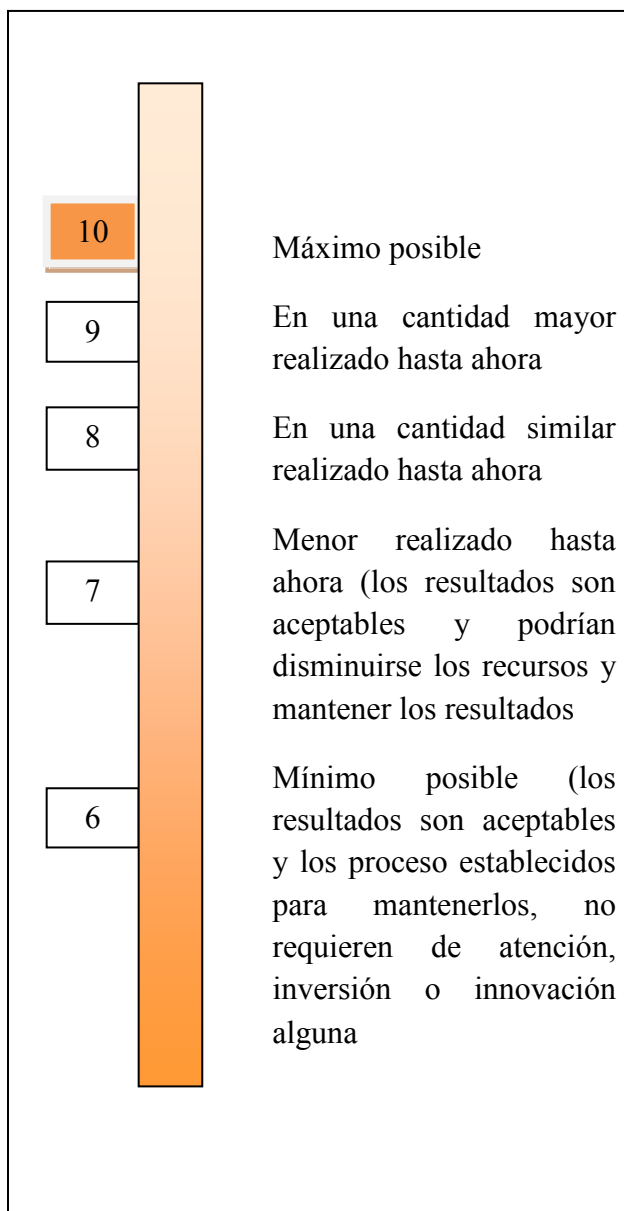 10
Máximo posible
9
En una cantidad mayor
realizado hasta ahora
8
En una cantidad similar
realizado hasta ahora
7
Menor realizado hasta
ahora (los resultados son
aceptables y podrían
disminuirse los recursos y
mantener los resultados
6
Mínimo posible (los
resultados son aceptables
y los proceso establecidos
para mantenerlos, no
requieren de atención,
inversión o innovación
alguna